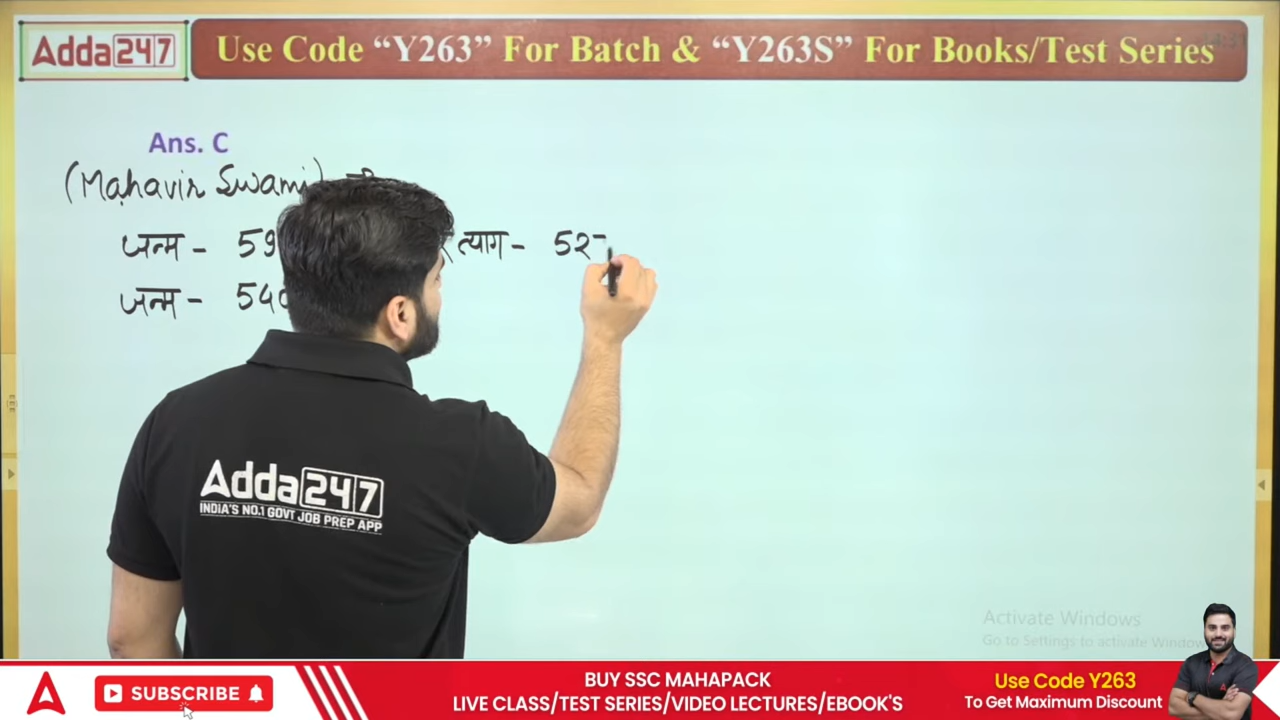 Adda247
Use Code “Y263” For Batch & “Y263S” For Books/Test Series
Ans. C
(Mahavir Swami)
जन्म - 59
त्याग - 52
जन्म - 540
Adda247
INDIA'S NO.1 GOVT JOB PREP APP
Activate Windows
Go to Settings to activate Windows
SUBSCRIBE
BUY SSC MAHAPACK
LIVE CLASS/TEST SERIES/VIDEO LECTURES/EBOOK'S
Use Code Y263
To Get Maximum Discount